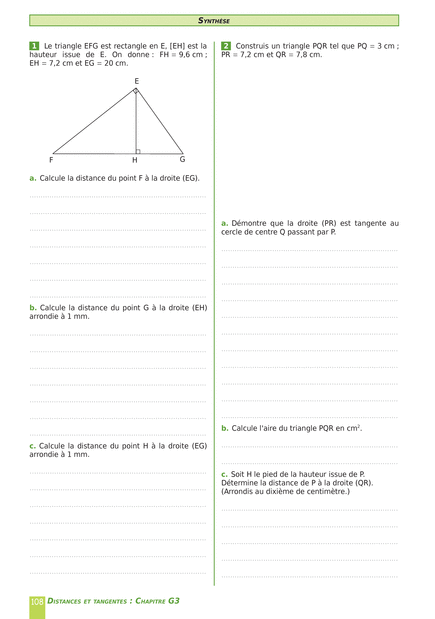 SYNTHÈSE
1 Le triangle EFG est rectangle en E, [EH] est la
hauteur issue de E. On donne : FH = 9,6 cm ;
EH = 7,2 cm et EG = 20 cm.
E
F
H
G
a. Calcule la distance du point F à la droite (EG).
b. Calcule la distance du point G à la droite (EH)
arrondie à 1 mm.
c. Calcule la distance du point H à la droite (EG)
arrondie à 1 mm.
2 Construis un triangle PQR tel que PQ = 3 cm ;
PR = 7,2 cm et QR = 7,8 cm.
a. Démontre que la droite (PR) est tangente au
cercle de centre Q passant par P.
b. Calcule l'aire du triangle PQR en cm².
c. Soit H le pied de la hauteur issue de P.
Détermine la distance de P à la droite (QR).
(Arrondis au dixième de centimètre.)
108 DISTANCES ET TANGENTES : CHAPITRE G3